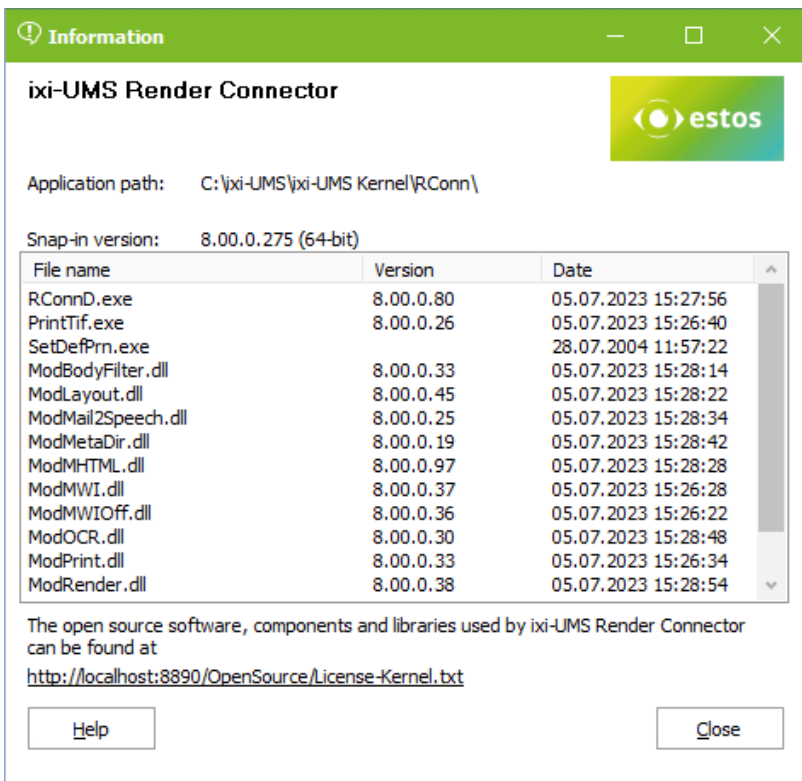 Information
ixi-UMS Render Connector
estos
Application path: C:\ixi-UMS\ixi-UMS Kernel\RConn\
Snap-in version: 8.00.0.275 (64-bit)
File name Version Date
RConnD.exe 8.00.0.80 05.07.2023 15:27:56
PrintTif.exe 8.00.0.26 05.07.2023 15:26:40
SetDefPrn.exe 28.07.2004 11:57:22
ModBodyFilter.dll 8.00.0.33 05.07.2023 15:28:14
ModLayout.dll 8.00.0.45 05.07.2023 15:28:22
ModMail2Speech.dll 8.00.0.25 05.07.2023 15:28:34
ModMetaDir.dll 8.00.0.19 05.07.2023 15:28:42
ModMHTML.dll 8.00.0.97 05.07.2023 15:28:28
ModMWI.dll 8.00.0.37 05.07.2023 15:26:28
ModMWIOff.dll 8.00.0.36 05.07.2023 15:26:22
ModOCR.dll 8.00.0.30 05.07.2023 15:28:48
ModPrint.dll 8.00.0.33 05.07.2023 15:26:34
ModRender.dll 8.00.0.38 05.07.2023 15:28:54
The open source software, components and libraries used by ixi-UMS Render Connector
can be found at
http://localhost:8890/OpenSource/License-Kernel.txt
Help Close